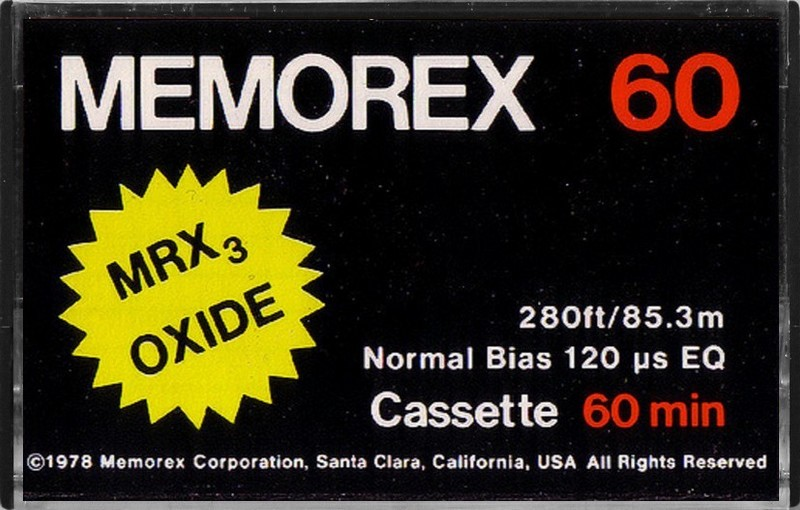 MEMOREX 60
MRX3
OXIDE
280ft/85.3m
Normal Bias 120 µs EQ
Cassette 60 min
©1978 Memorex Corporation, Santa Clara, California, USA All Rights Reserved